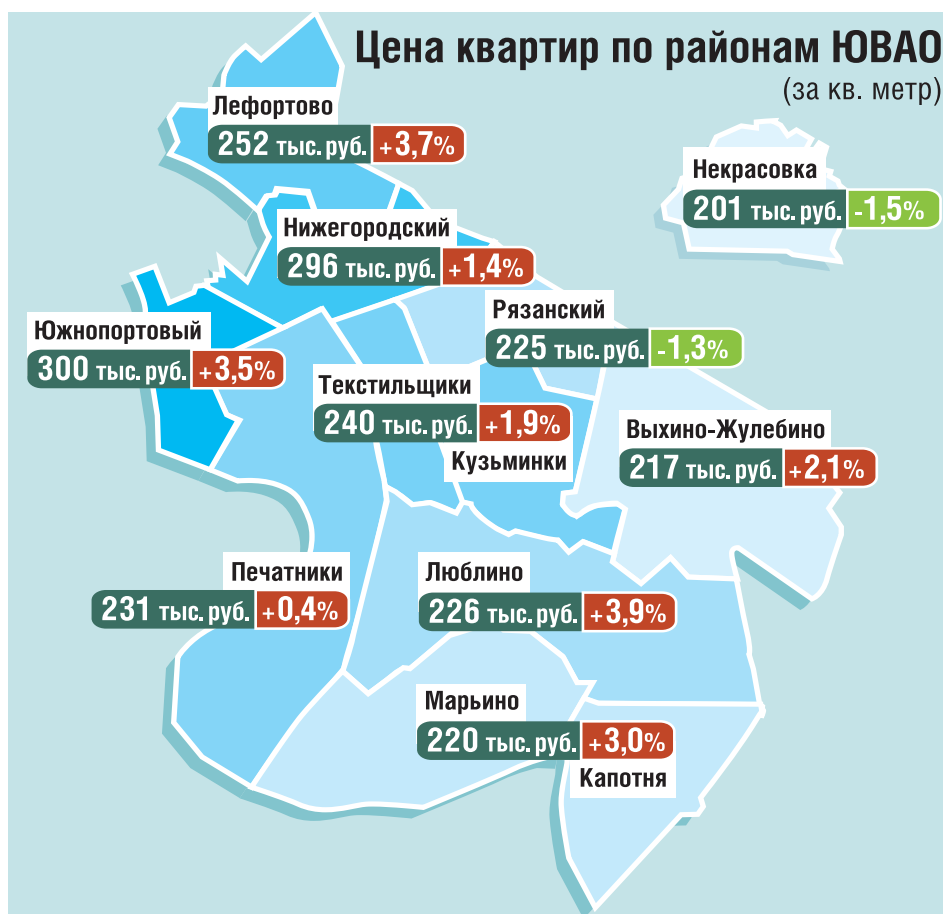 Цена квартир по районам ЮВАО
(за кв. метр)
Лефортово
252 тыс. руб. +3,7%
Некрасовка
201 тыс. руб. -1,5%
Нижегородский
296 тыс. руб. +1,4%
Рязанский
225 тыс. руб. -1,3%
Южнопортовый
300 тыс. руб. +3,5%
Текстильщики
240 тыс. руб. +1,9%
Кузьминки
Выхино-Жулебино
217 тыс. руб. +2,1%
Печатники
231 тыс. руб. +0,4%
Люблино
226 тыс. руб. +3,9%
Марьино
220 тыс. руб. +3,0%
Капотня